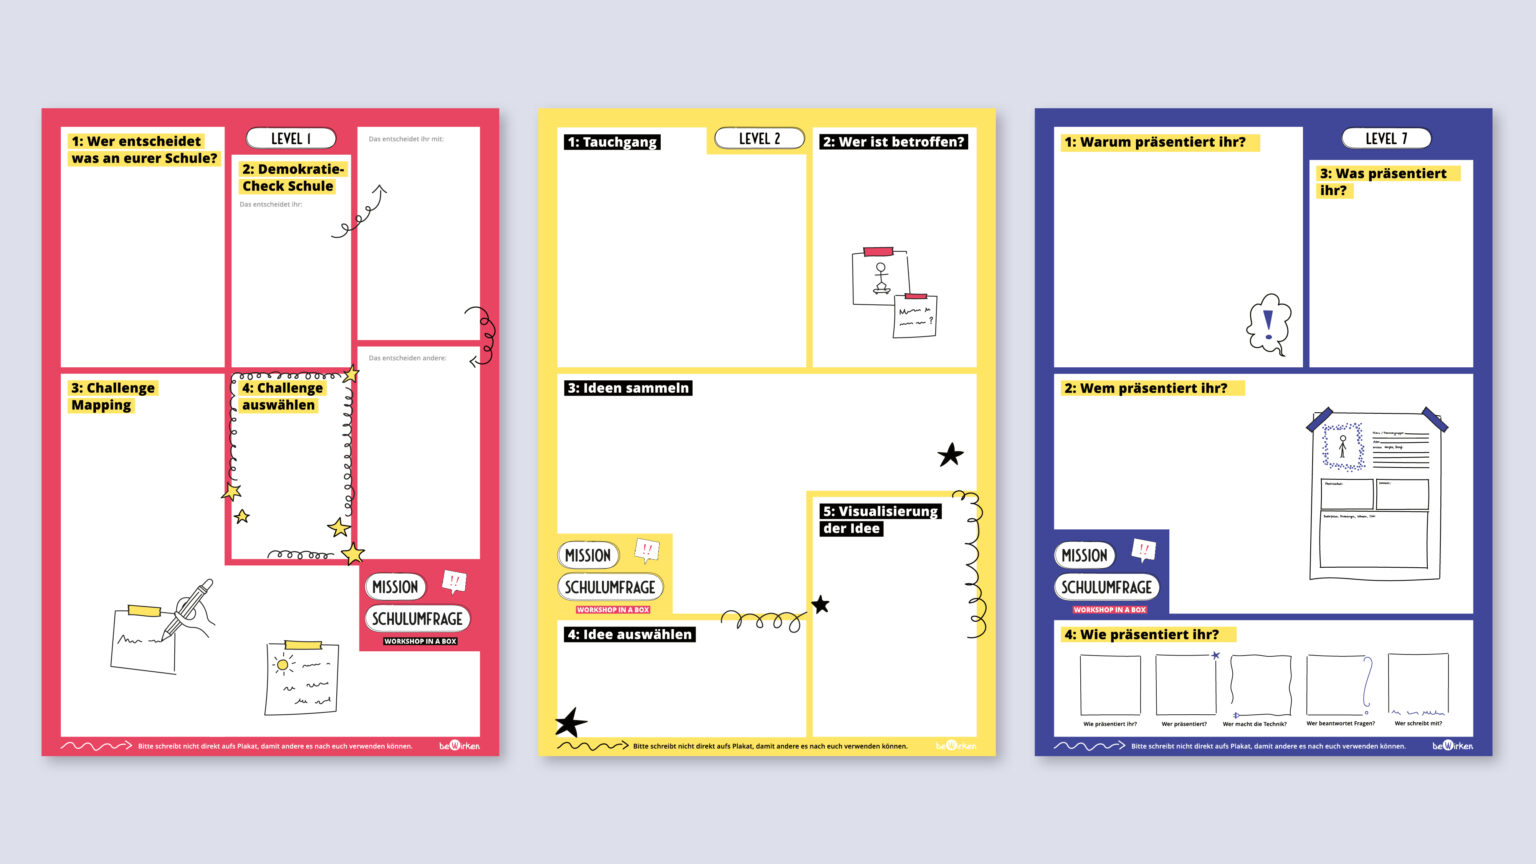 LEVEL 1
1: Wer entscheidet
was an eurer Schule?
2: Demokratie-
Check Schule
Das entscheidet ihr:
Das entscheidet ihr mit:
Das entscheiden andere:
3: Challenge
Mapping
4: Challenge
auswählen
MISSION
!!
SCHULUMFRAGE
WORKSHOP IN A BOX
Bitte schreibt nicht direkt aufs Plakat, damit andere es nach euch verwenden können.
beWirken
LEVEL 2
1: Tauchgang
2: Wer ist betroffen?
?
3: Ideen sammeln
5: Visualisierung
der Idee
MISSION
!!
SCHULUMFRAGE
WORKSHOP IN A BOX
4: Idee auswählen
Bitte schreibt nicht direkt aufs Plakat, damit andere es nach euch verwenden können.
beWirken
LEVEL 7
1: Warum präsentiert ihr?
!
3: Was präsentiert
ihr?
2: Wem präsentiert ihr?
MISSION
!!
SCHULUMFRAGE
WORKSHOP IN A BOX
4: Wie präsentiert ihr?
Wie präsentiert ihr?
Wer präsentiert?
Wer macht die Technik?
Wer beantwortet Fragen?
Wer schreibt mit?
Bitte schreibt nicht direkt aufs Plakat, damit andere es nach euch verwenden können.
beWirken